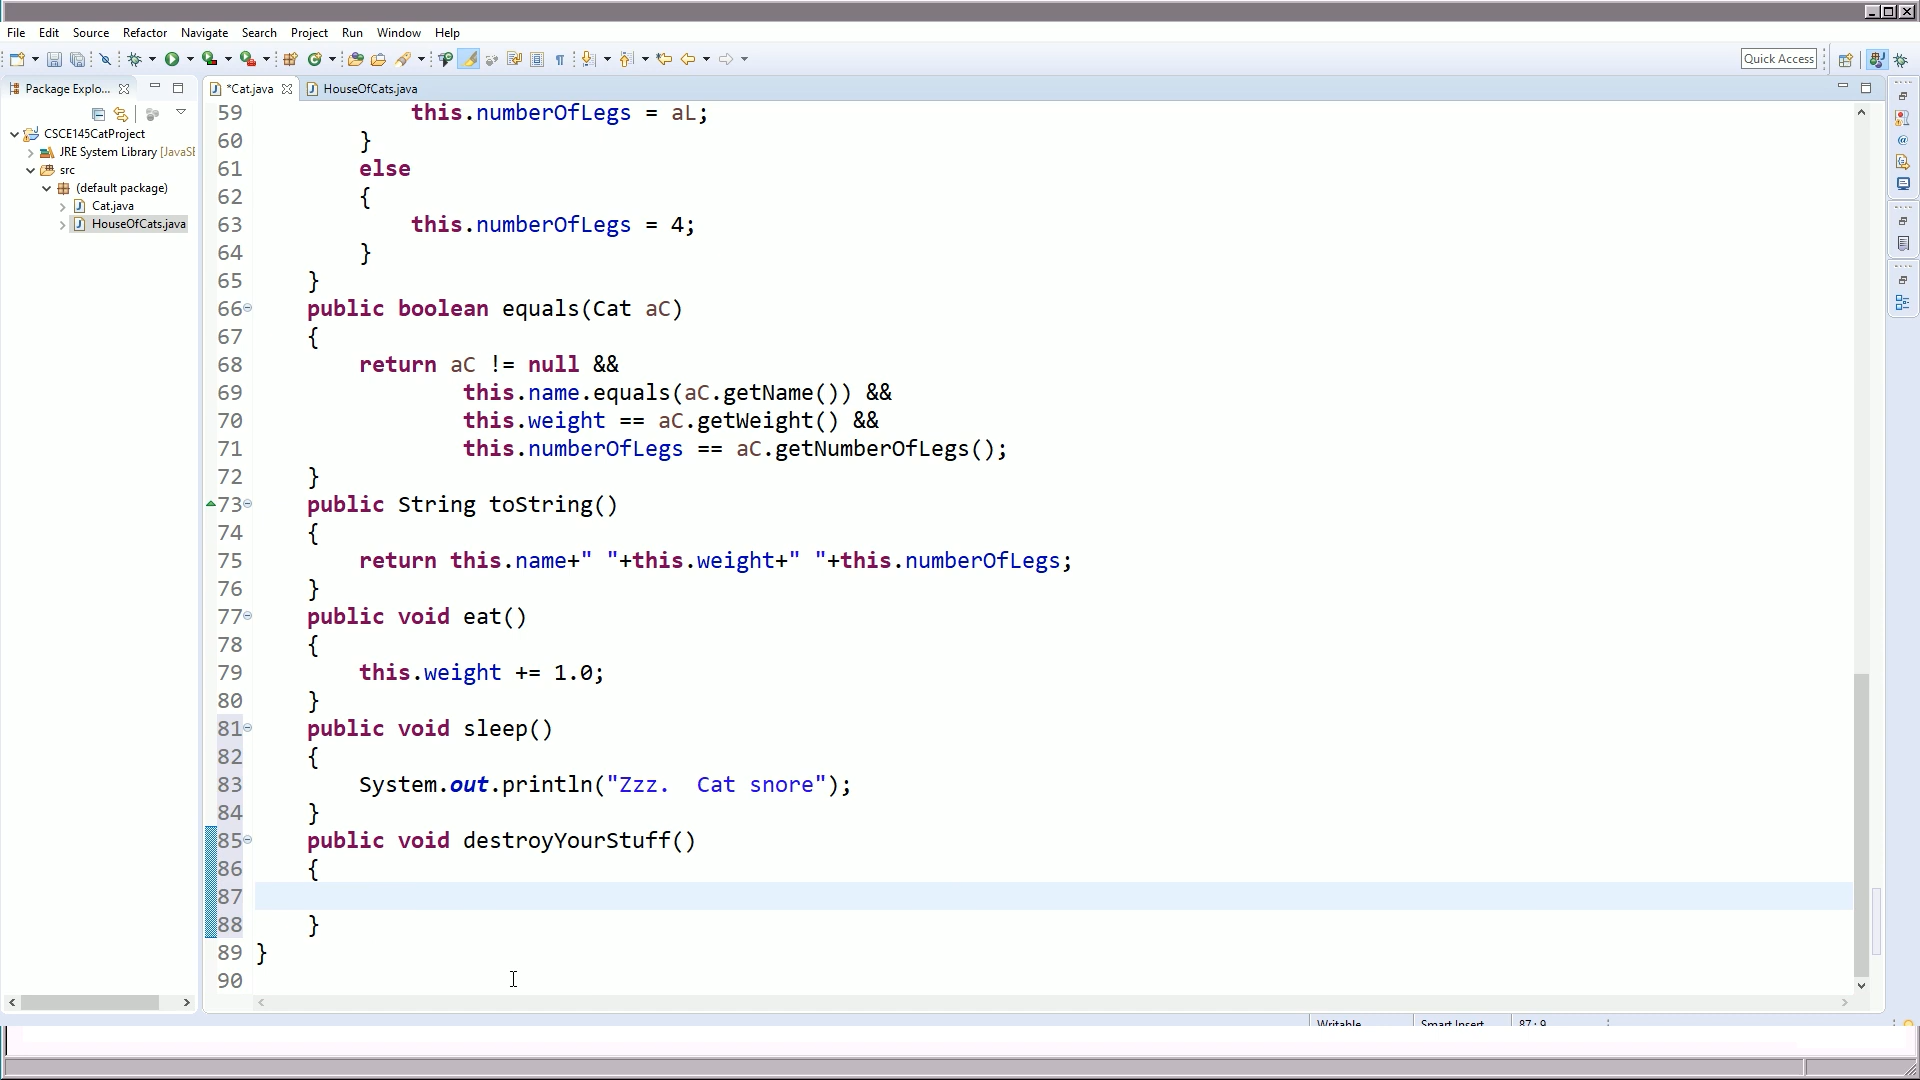 File Edit Source Refactor Navigate Search Project Run Window Help
Quick Access
Package Explo...
*Cat.java
HouseOfCats.java
CSCE145CatProject
JRE System Library [JavaSE
src
(default package)
Cat.java
HouseOfCats.java
59 this.numberOfLegs = aL;
60 }
61 else
62 {
63 this.numberOfLegs = 4;
64 }
65 }
66 public boolean equals(Cat aC)
67 {
68 return aC != null &&
69 this.name.equals(aC.getName()) &&
70 this.weight == aC.getWeight() &&
71 this.numberOfLegs == aC.getNumberOfLegs();
72 }
73 public String toString()
74 {
75 return this.name+" "+this.weight+" "+this.numberOfLegs;
76 }
77 public void eat()
78 {
79 this.weight += 1.0;
80 }
81 public void sleep()
82 {
83 System.out.println("Zzz.  Cat snore");
84 }
85 public void destroyYourStuff()
86 {
87
88 }
89 }
90
Writable Smart Insert 87 : 9